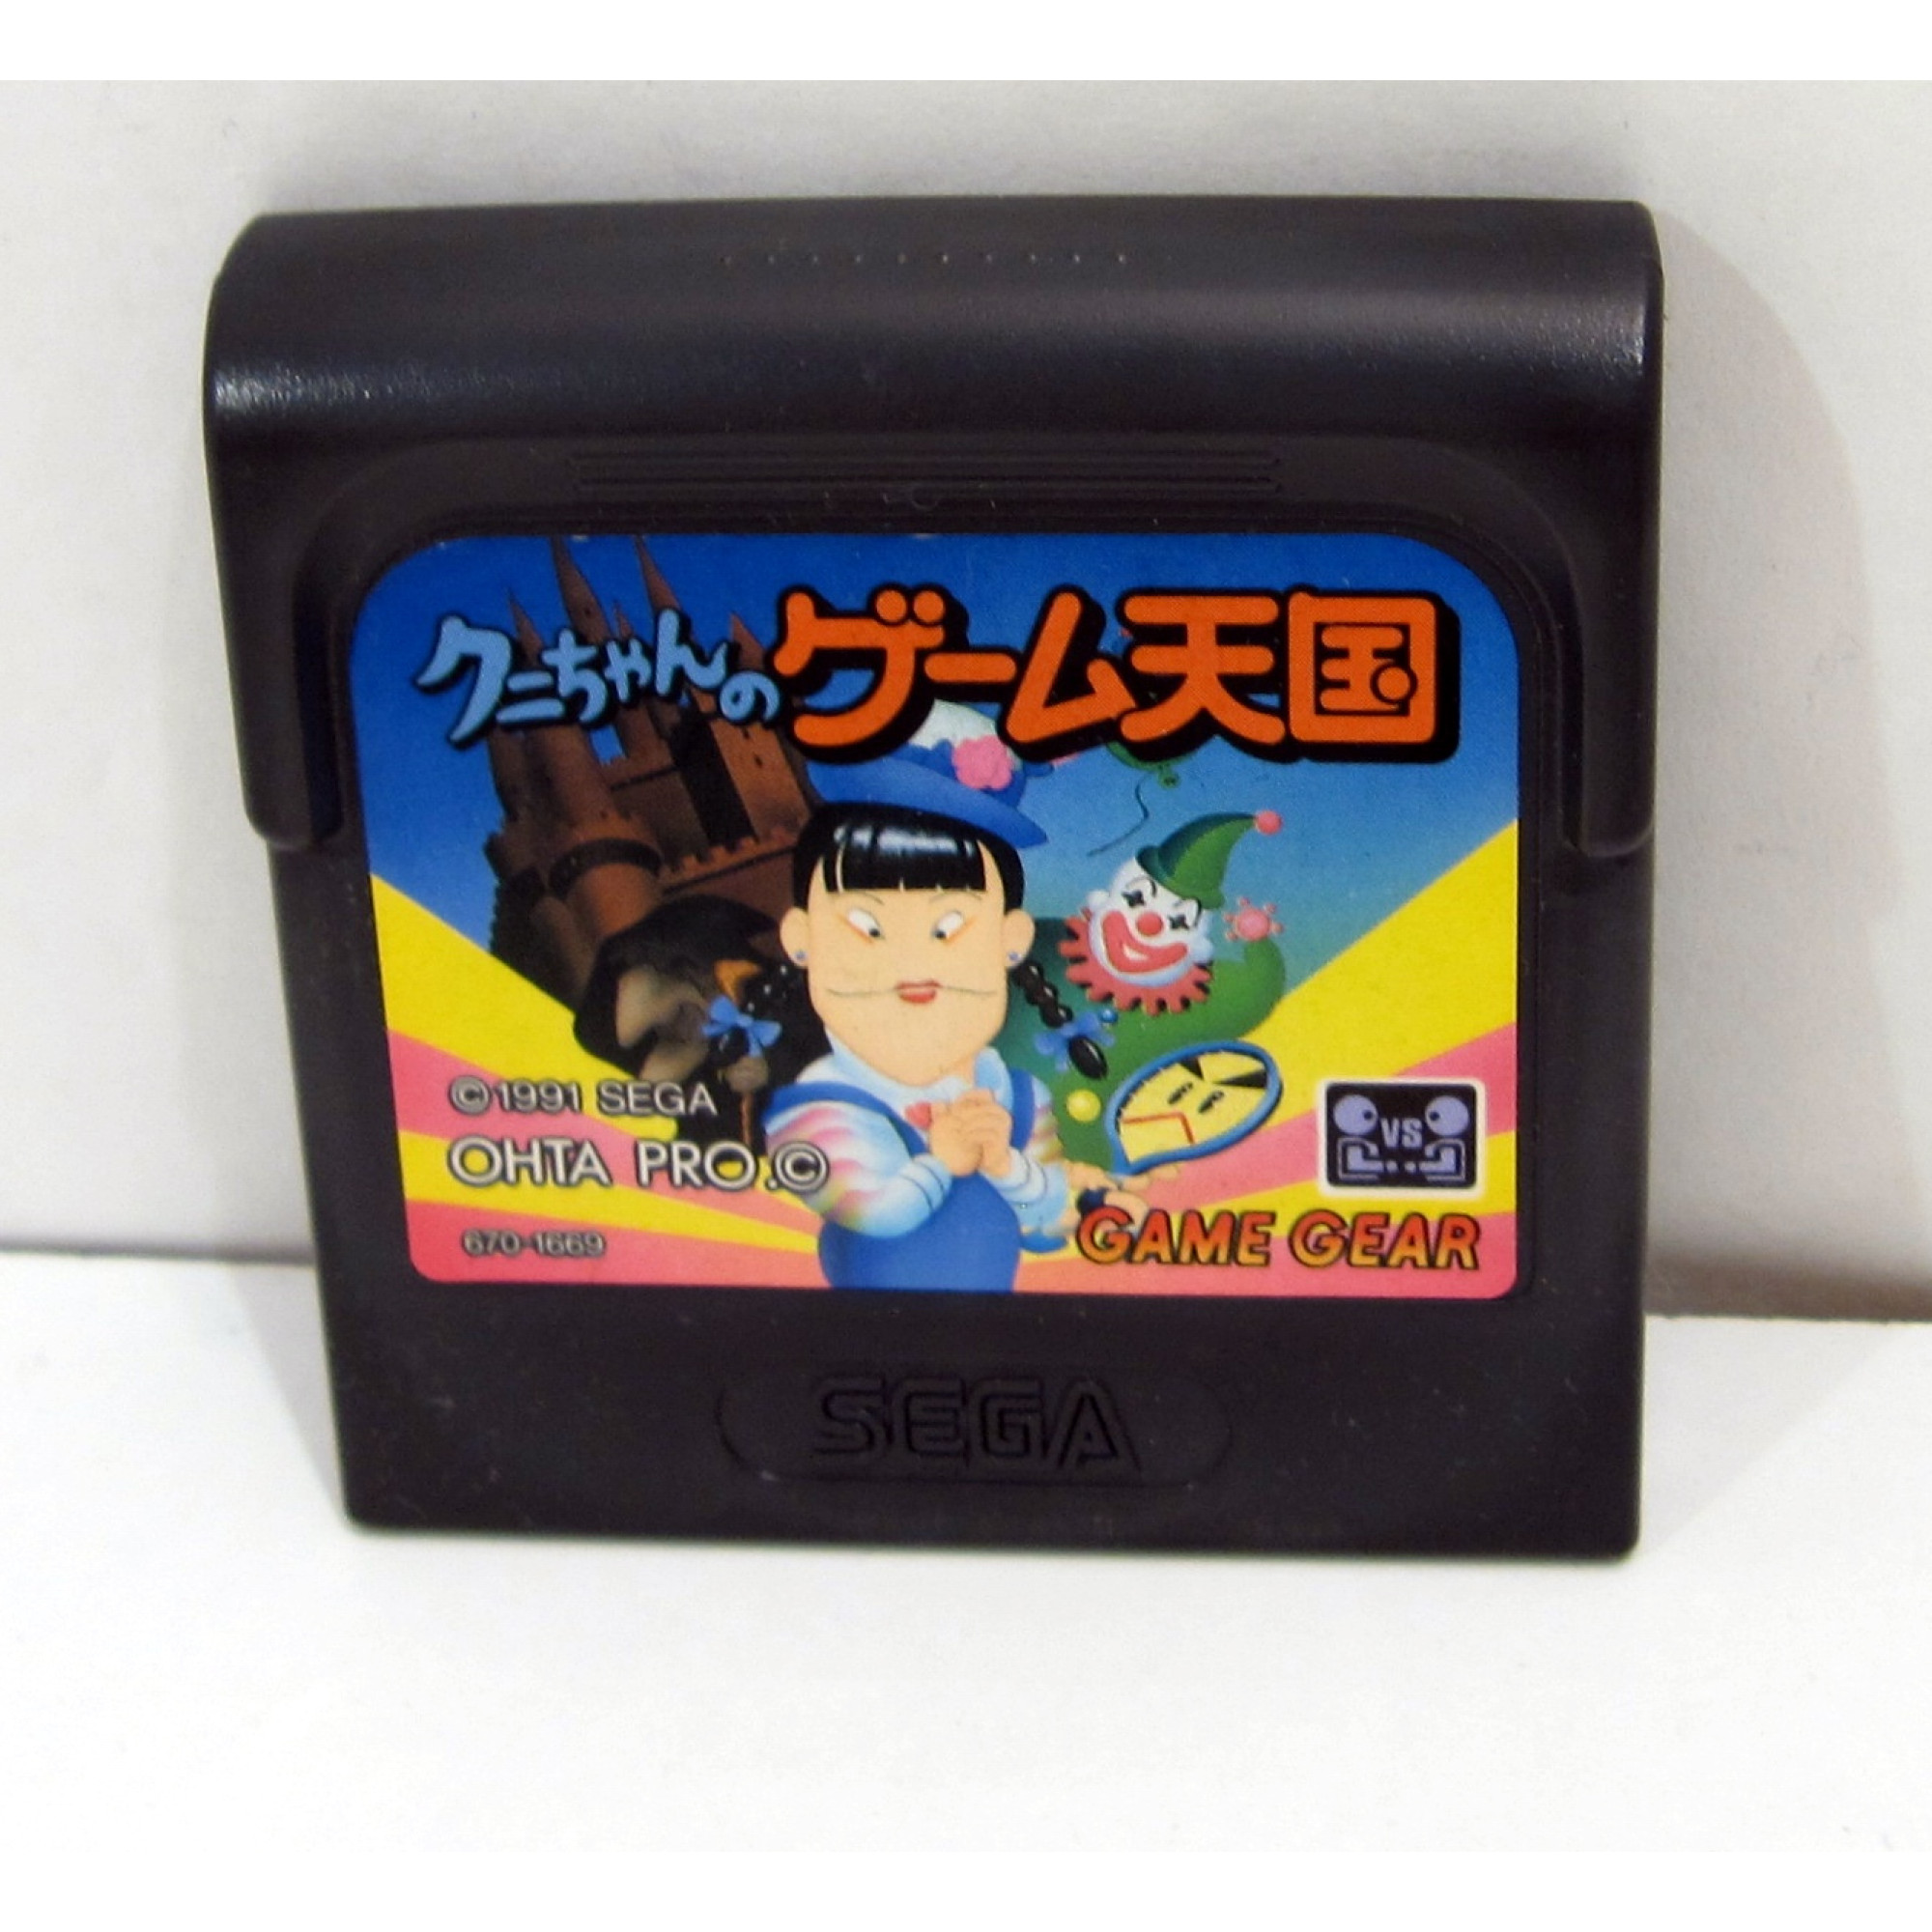 クニちゃんのゲーム天国
©1991 SEGA
OHTA PRO.©
VS
670-1669
GAME GEAR
SEGA